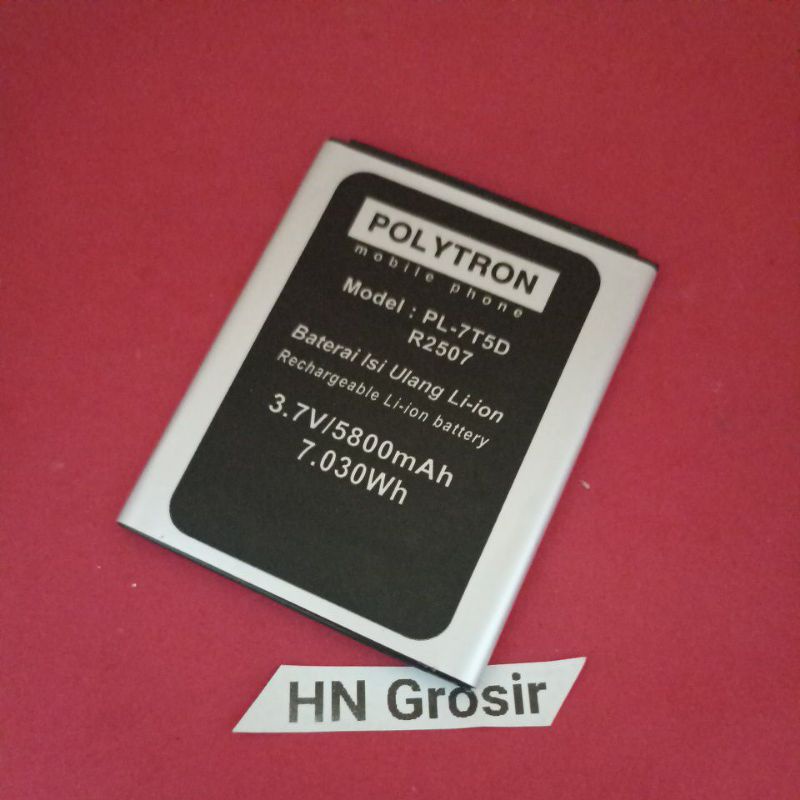 POLYTRON
mobile phone
Model : PL-7T5D
R2507
Baterai Isi Ulang Li-ion
Rechargeable Li-ion battery
3.7V/5800mAh
7.030Wh
HN Grosir